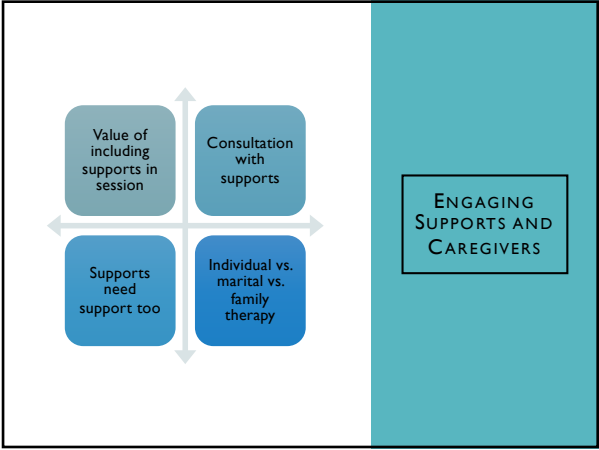 Value of
including
supports in
session
Consultation
with
supports
Supports
need
support too
Individual vs.
marital vs.
family
therapy
ENGAGING
SUPPORTS AND
CAREGIVERS